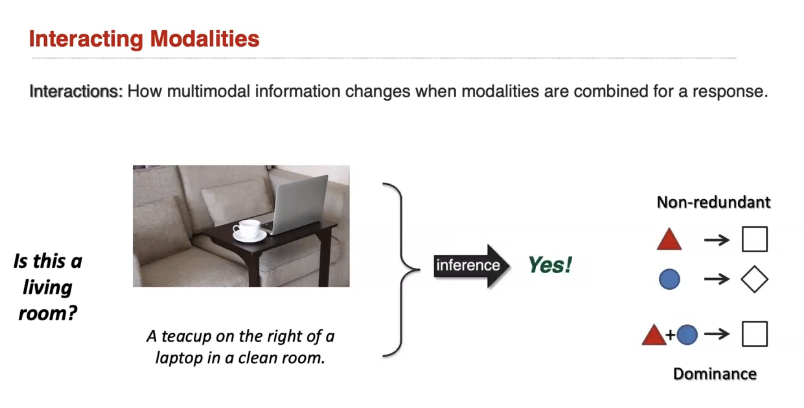 Interacting Modalities
Interactions: How multimodal information changes when modalities are combined for a response.
Is this a
living
room?
A teacup on the right of a
laptop in a clean room.
inference
Yes!
Non-redundant
+
Dominance